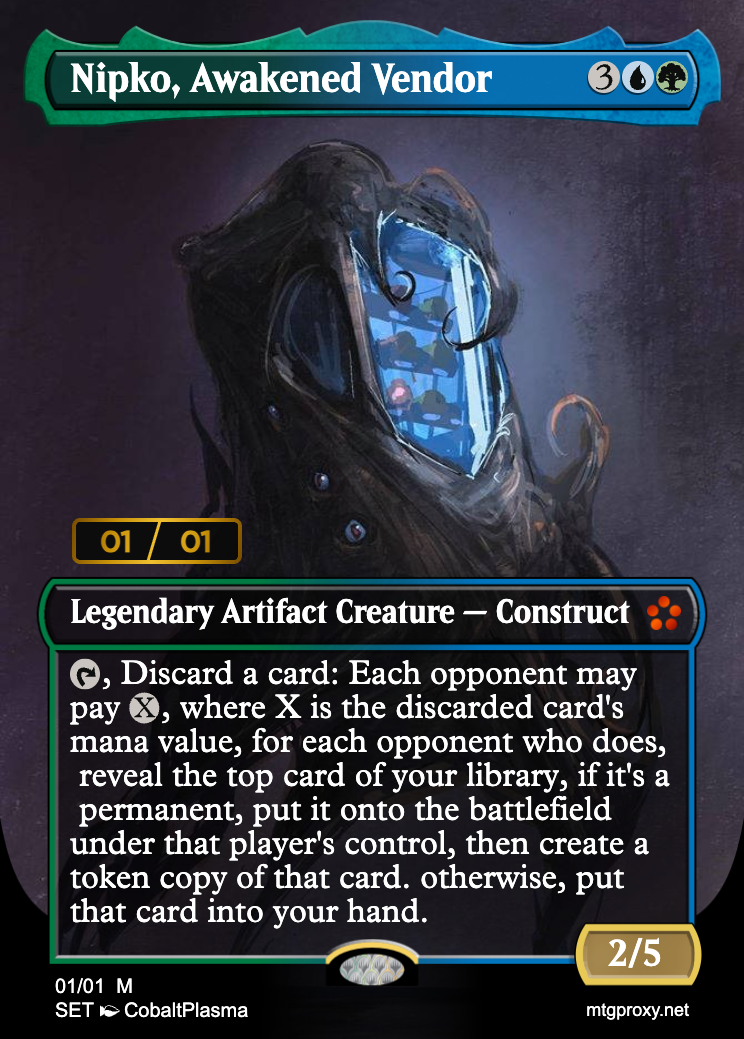 Nipko, Awakened Vendor 3
01 / 01
Legendary Artifact Creature — Construct
, Discard a card: Each opponent may
pay X, where X is the discarded card's
mana value, for each opponent who does,
reveal the top card of your library, if it's a
permanent, put it onto the battlefield
under that player's control, then create a
token copy of that card. otherwise, put
that card into your hand.
2/5
01/01 M
SET CobaltPlasma
mtgproxy.net